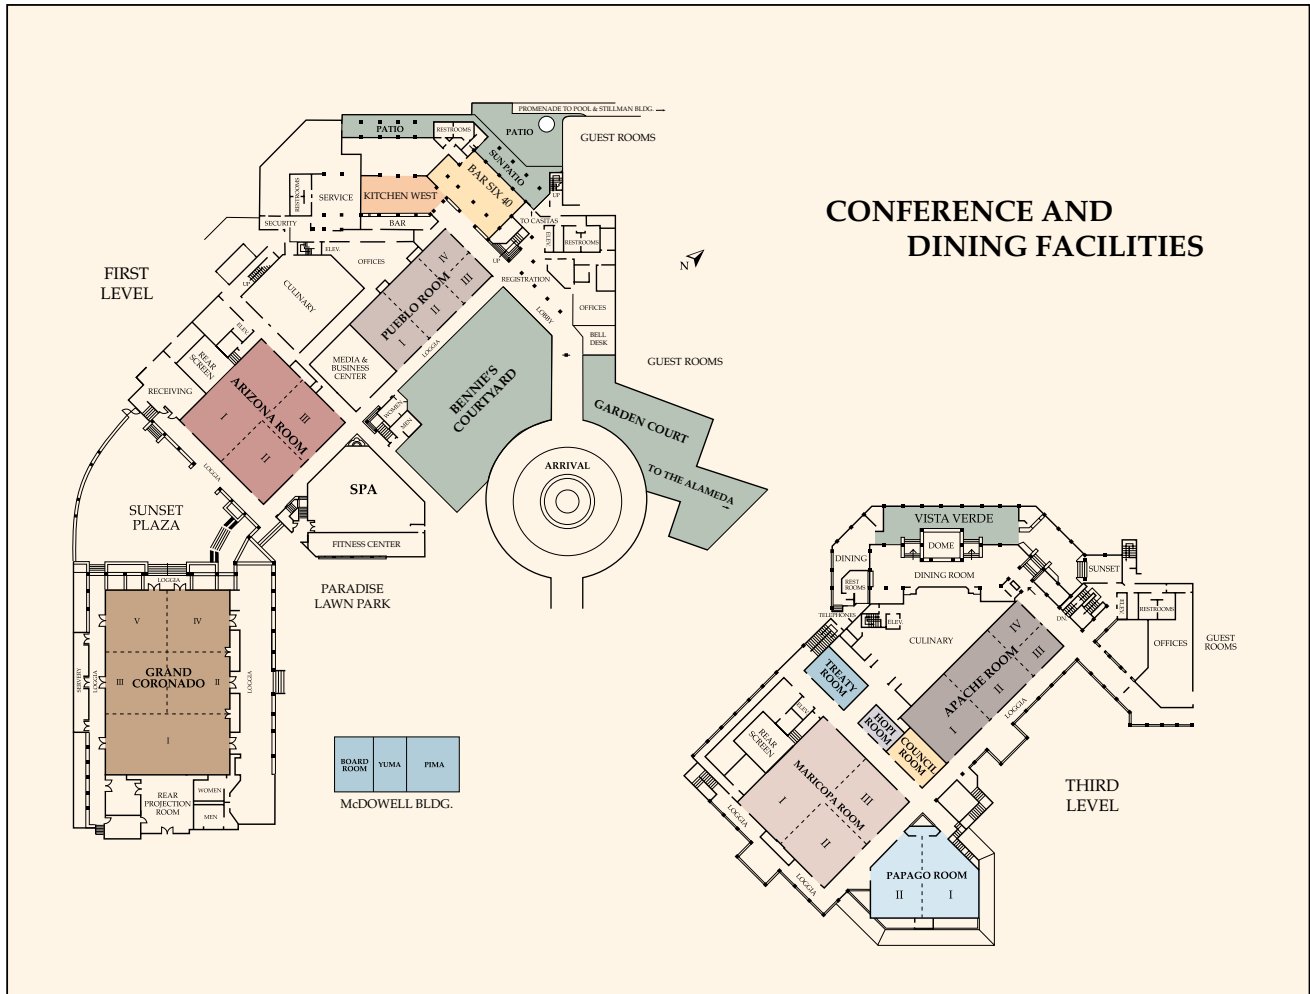 PROMENADE TO POOL & STILLMAN BLDG.
PATIO
RESTROOMS
PATIO
GUEST ROOMS
SUN PATIO
BAR SIX 40
UP
RESTROOMS
SERVICE
KITCHEN WEST
SECURITY
BAR
TO CASITAS
ELEV.
RESTROOMS
CONFERENCE AND
DINING FACILITIES
N
FIRST
LEVEL
ELEV.
OFFICES
UP
CULINARY
UP
REGISTRATION
LOBBY
OFFICES
BELL
DESK
PUEBLO ROOM
IV
III
II
I
LOGGIA
MEDIA &
BUSINESS
CENTER
ELEV.
REAR
SCREEN
RECEIVING
ARIZONA ROOM
I
III
II
LOGGIA
WOMEN
MEN
BENNIE'S
COURTYARD
GUEST ROOMS
GARDEN COURT
TO THE ALAMEDA
ARRIVAL
SPA
FITNESS CENTER
SUNSET
PLAZA
PARADISE
LAWN PARK
LOGGIA
V
IV
GRAND
CORONADO
III
II
I
SERVERY
LOGGIA
LOGGIA
REAR
PROJECTION
ROOM
WOMEN
MEN
BOARD
ROOM
YUMA
PIMA
McDOWELL BLDG.
VISTA VERDE
DOME
DINING
DINING ROOM
REST
ROOMS
SUNSET
TELEPHONES
ELEV.
DN.
ELEV.
RESTROOMS
OFFICES
GUEST
ROOMS
CULINARY
TREATY
ROOM
HOPI
ROOM
COUNCIL
ROOM
APACHE ROOM
IV
III
II
I
LOGGIA
ELEV.
REAR
SCREEN
MARICOPA ROOM
I
III
II
LOGGIA
LOGGIA
THIRD
LEVEL
PAPAGO ROOM
II
I